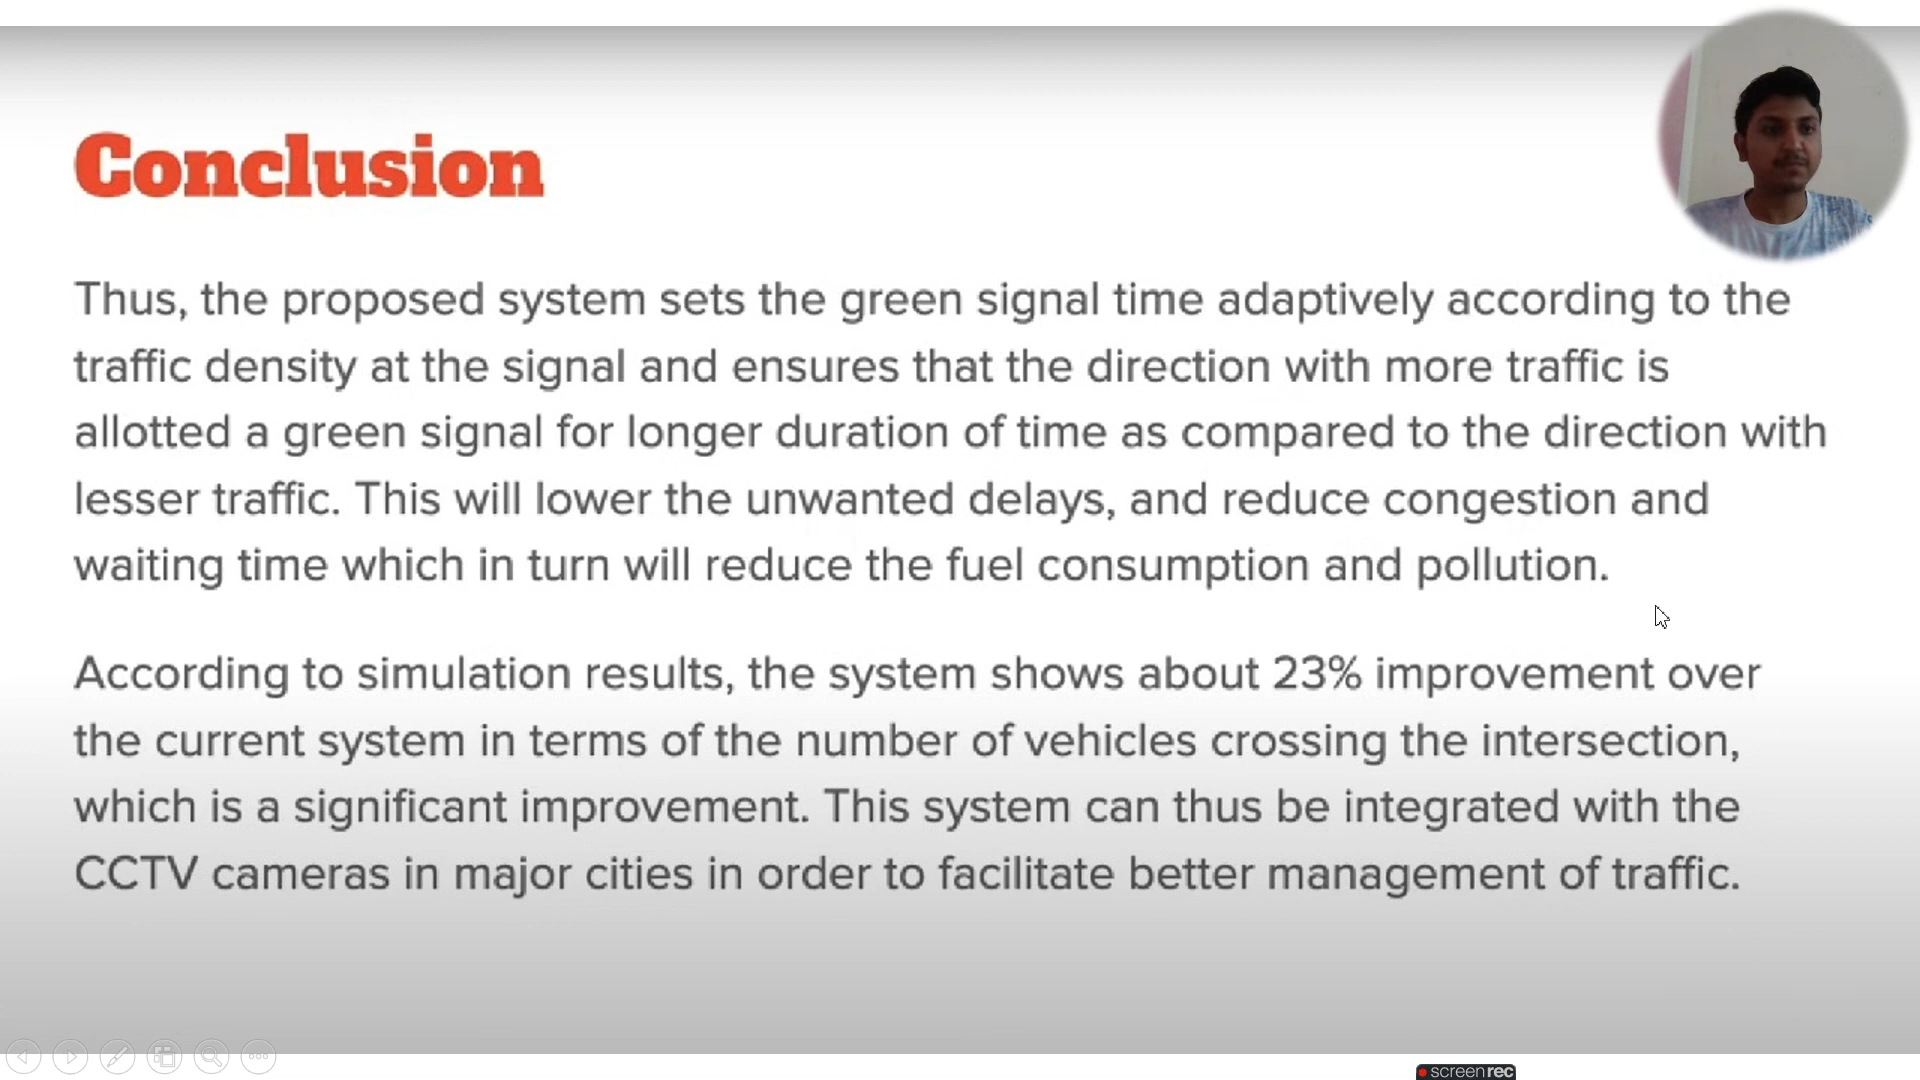 Conclusion
Thus, the proposed system sets the green signal time adaptively according to the
traffic density at the signal and ensures that the direction with more traffic is
allotted a green signal for longer duration of time as compared to the direction with
lesser traffic. This will lower the unwanted delays, and reduce congestion and
waiting time which in turn will reduce the fuel consumption and pollution.
According to simulation results, the system shows about 23% improvement over
the current system in terms of the number of vehicles crossing the intersection,
which is a significant improvement. This system can thus be integrated with the
CCTV cameras in major cities in order to facilitate better management of traffic.
screenrec